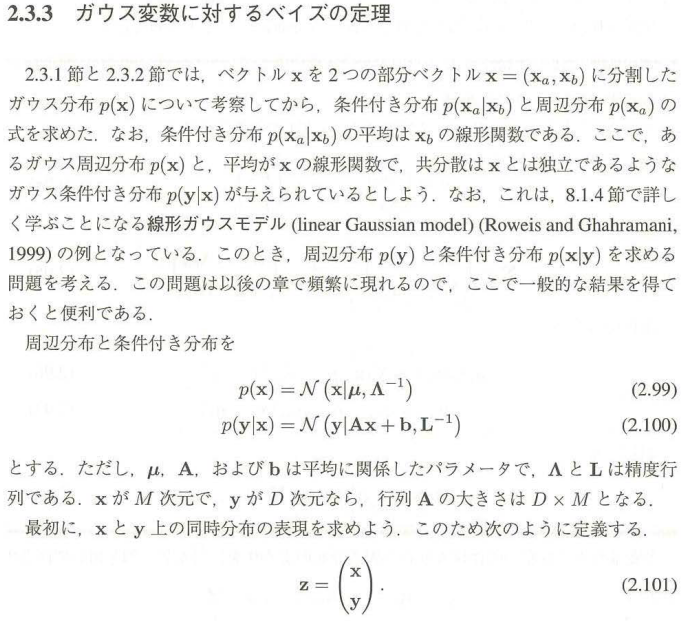 2.3.3 ガウス変数に対するベイズの定理
2.3.1 節と 2.3.2 節では，ベクトル x を 2 つの部分ベクトル x = (xₐ, x_b) に分割した
ガウス分布 p(x) について考察してから，条件付き分布 p(xₐ|x_b) と周辺分布 p(xₐ) の
式を求めた．なお，条件付き分布 p(xₐ|x_b) の平均は x_b の線形関数である．ここで，あ
るガウス周辺分布 p(x) と，平均が x の線形関数で，共分散は x とは独立であるような
ガウス条件付き分布 p(y|x) が与えられているとしよう．なお，これは，8.1.4 節で詳し
く学ぶことになる線形ガウスモデル (linear Gaussian model) (Roweis and Ghahramani,
1999) の例となっている．このとき，周辺分布 p(y) と条件付き分布 p(x|y) を求める
問題を考える．この問題は以後の章で頻繁に現れるので，ここで一般的な結果を得て
おくと便利である．
周辺分布と条件付き分布を
p(x) = N (x|μ, Λ⁻¹) (2.99)
p(y|x) = N (y|Ax + b, L⁻¹) (2.100)
とする．ただし，μ，A，および b は平均に関係したパラメータで，Λ と L は精度行
列である．x が M 次元で，y が D 次元なら，行列 A の大きさは D × M となる．
最初に，x と y 上の同時分布の表現を求めよう．このため次のように定義する．
z = (x y) . (2.101)